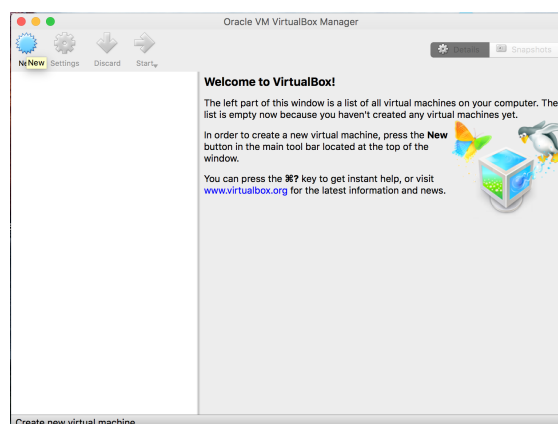 Oracle VM VirtualBox Manager
New
Settings
Discard
Start
Details
Snapshots
Welcome to VirtualBox!
The left part of this window is a list of all virtual machines on your computer. The
list is empty now because you haven't created any virtual machines yet.
In order to create a new virtual machine, press the New
button in the main tool bar located at the top of the
window.
You can press the ⌘? key to get instant help, or visit
www.virtualbox.org for the latest information and news.
Create new virtual machine